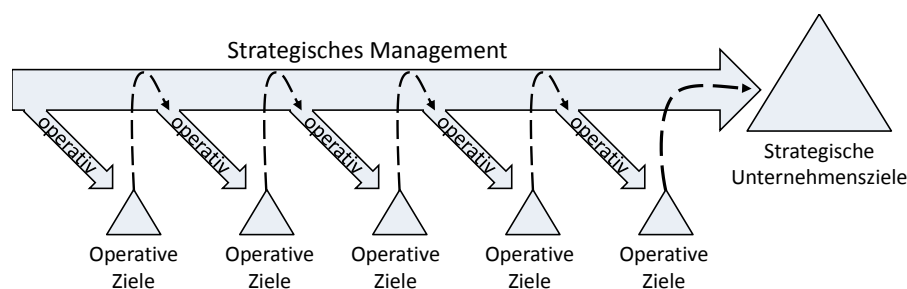 Strategisches Management
operativ
operativ
operativ
operativ
operativ
Strategische
Unternehmensziele
Operative
Ziele
Operative
Ziele
Operative
Ziele
Operative
Ziele
Operative
Ziele